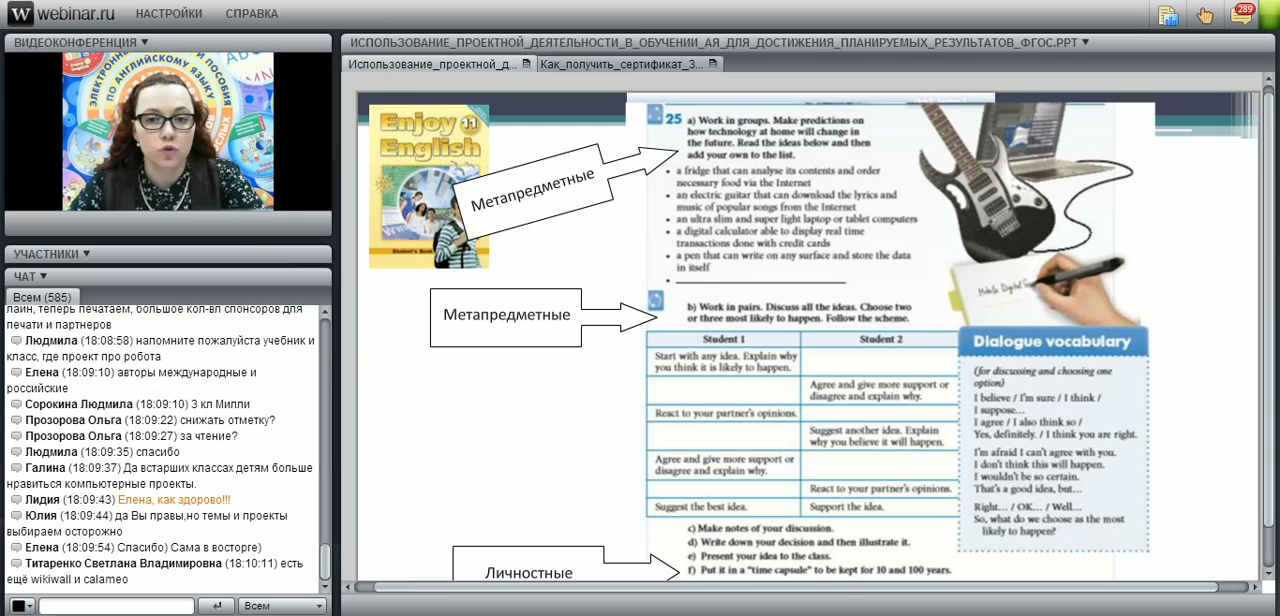 webinar.ru
НАСТРОЙКИ
СПРАВКА
289
ВИДЕОКОНФЕРЕНЦИЯ
ЭЛЕКТРОН
ПО АНГЛИЙСКОМУ ЯЗЫКУ
ПОСОБИЯ
УЧАСТНИКИ
ЧАТ
Всем (585)
лайн, теперь печатаем, большое кол-вл спонсоров для
печати и партнеров
Людмила (18:08:58) напомните пожалуйста учебник и
класс, где проект про робота
Елена (18:09:10) авторы международные и
российские
Сорокина Людмила (18:09:10) 3 кл Милли
Прозорова Ольга (18:09:22) снижать отметку?
Прозорова Ольга (18:09:27) за чтение?
Людмила (18:09:35) спасибо
Галина (18:09:37) Да встарших классах детям больше
нравиться компьютерные проекты.
Лидия (18:09:43) Елена, как здорово!!!
Юлия (18:09:44) да Вы правы,но темы и проекты
выбираем осторожно
Елена (18:09:54) Спасибо) Сама в восторге)
Титаренко Светлана Владимировна (18:10:11) есть
ещё wikiwall и calameo
Всем
ИСПОЛЬЗОВАНИЕ_ПРОЕКТНОЙ_ДЕЯТЕЛЬНОСТИ_В_ОБУЧЕНИИ_АЯ_ДЛЯ_ДОСТИЖЕНИЯ_ПЛАНИРУЕМЫХ_РЕЗУЛЬТАТОВ_ФГОС.PPT
Использование_проектной_д...
Как_получить_сертификат_3...
Enjoy 11
English
Student's Book
Метапредметные
25 a) Work in groups. Make predictions on
how technology at home will change in
the future. Read the ideas below and then
add your own to the list.
• a fridge that can analyse its contents and order
necessary food via the Internet
• an electric guitar that can download the lyrics and
music of popular songs from the Internet
• an ultra slim and super light laptop or tablet computers
• a digital calculator able to display real time
transactions done with credit cards
• a pen that can write on any surface and store the data
in itself
•
Метапредметные
b) Work in pairs. Discuss all the ideas. Choose two
or three most likely to happen. Follow the scheme.
Student 1
Student 2
Start with any idea. Explain why
you think it is likely to happen.
Agree and give more support or
disagree and explain why.
React to your partner's opinions.
Suggest another idea. Explain
why you believe it will happen.
Agree and give more support or
disagree and explain why.
React to your partner's opinions.
Suggest the best idea.
Support the idea.
c) Make notes of your discussion.
d) Write down your decision and then illustrate it.
e) Present your idea to the class.
f) Put it in a "time capsule" to be kept for 10 and 100 years.
Личностные
Dialogue vocabulary
(for discussing and choosing one
option)
I believe / I'm sure / I think /
I suppose...
I agree / I also think so /
Yes, definitely. / I think you are right.
I'm afraid I can't agree with you.
I don't think this will happen.
I wouldn't be so certain.
That's a good idea, but...
Right... / OK... / Well...
So, what do we choose as the most
likely to happen?